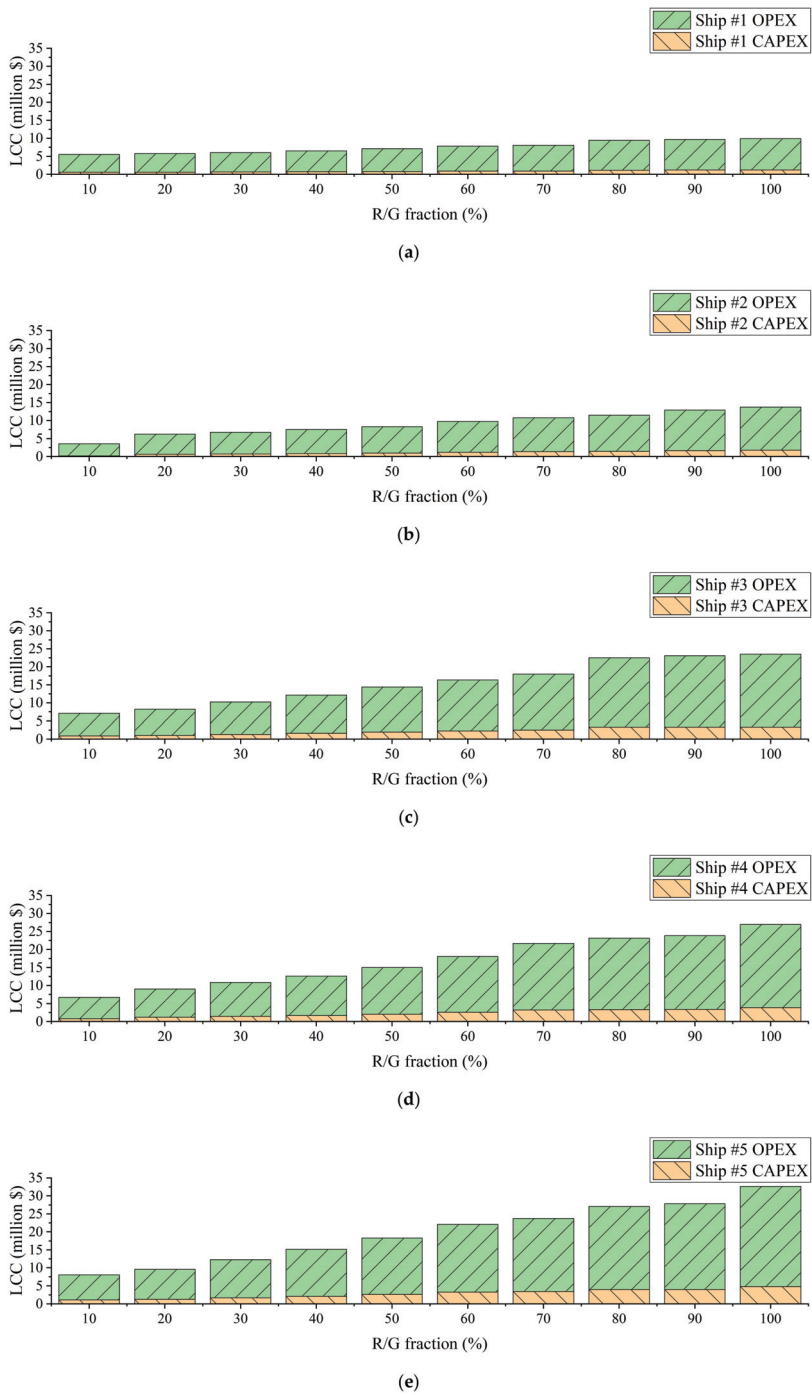 Ship #1 OPEX
Ship #1 CAPEX
LCC (million $)
35
30
25
20
15
10
5
0
10 20 30 40 50 60 70 80 90 100
R/G fraction (%)
(a)
Ship #2 OPEX
Ship #2 CAPEX
LCC (million $)
35
30
25
20
15
10
5
0
10 20 30 40 50 60 70 80 90 100
R/G fraction (%)
(b)
Ship #3 OPEX
Ship #3 CAPEX
LCC (million $)
35
30
25
20
15
10
5
0
10 20 30 40 50 60 70 80 90 100
R/G fraction (%)
(c)
Ship #4 OPEX
Ship #4 CAPEX
LCC (million $)
35
30
25
20
15
10
5
0
10 20 30 40 50 60 70 80 90 100
R/G fraction (%)
(d)
Ship #5 OPEX
Ship #5 CAPEX
LCC (million $)
35
30
25
20
15
10
5
0
10 20 30 40 50 60 70 80 90 100
R/G fraction (%)
(e)